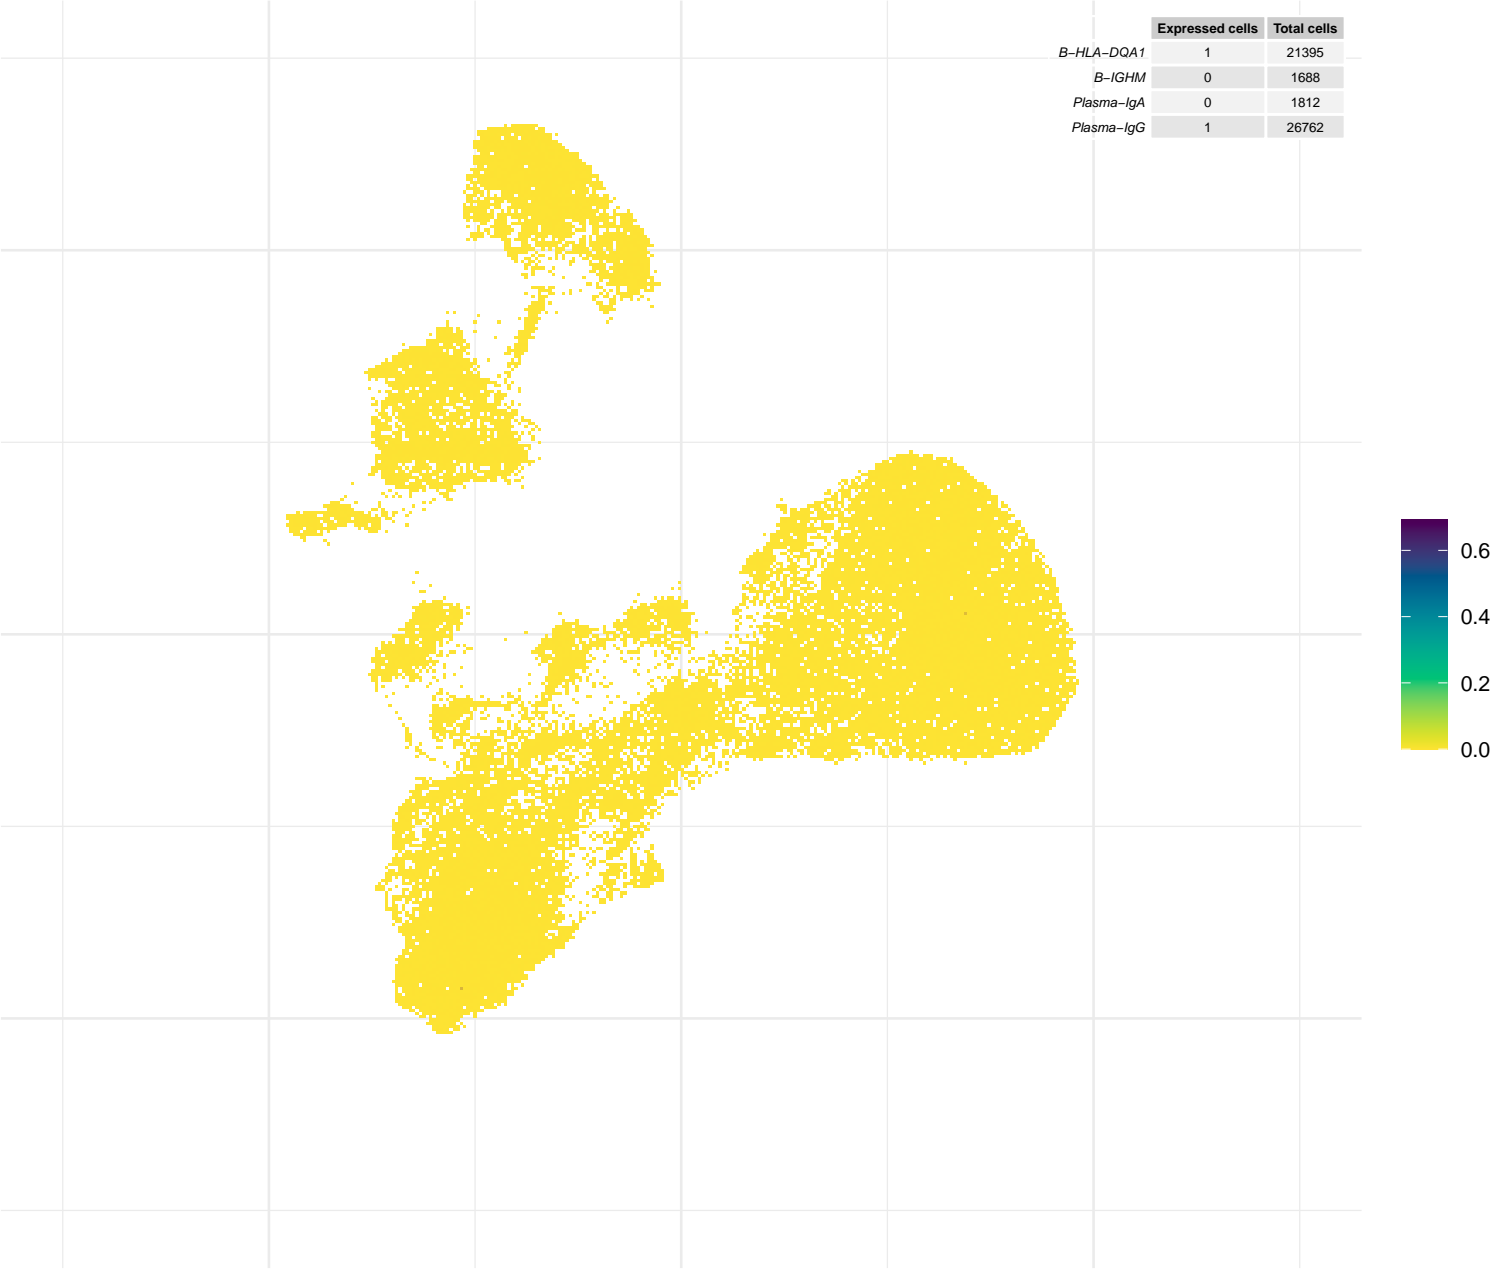 Expressed cells Total cells
B−HLA−DQA1 1 21395
B−IGHM 0 1688
Plasma−IgA 0 1812
Plasma−IgG 1 26762
0.6
0.4
0.2
0.0